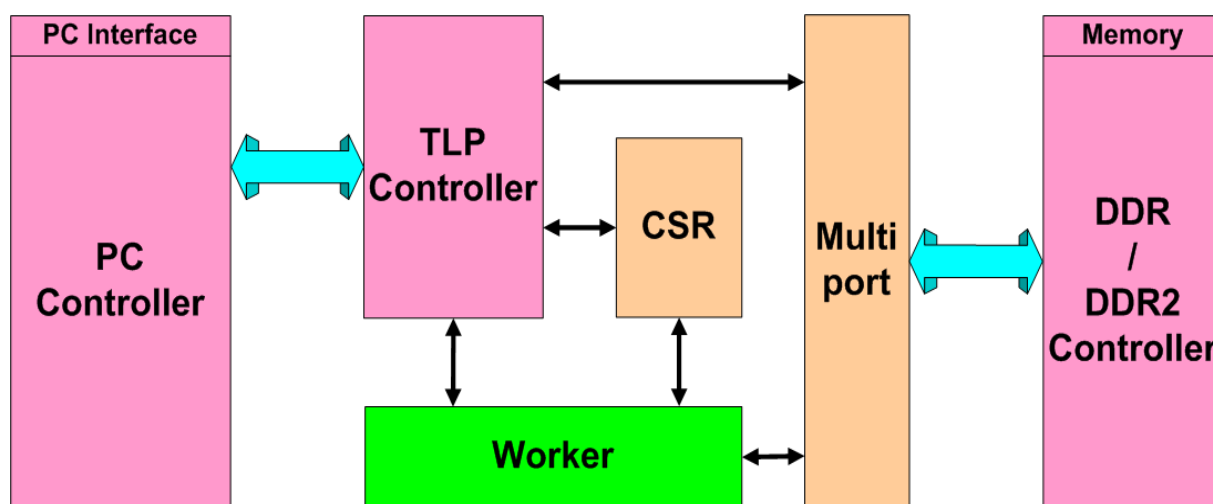 PC Interface
PC
Controller
TLP
Controller
CSR
Worker
Multi
port
Memory
DDR
/
DDR2
Controller